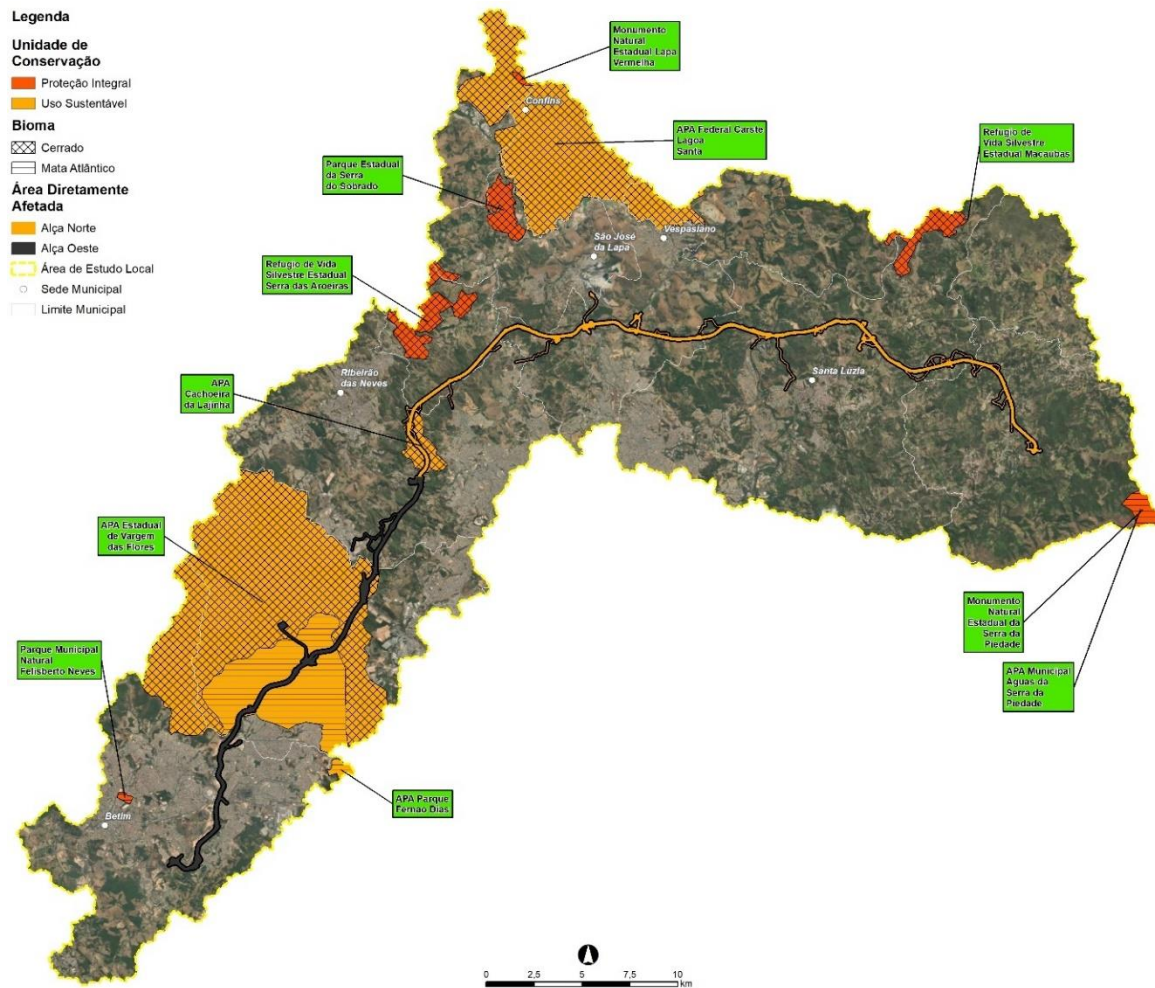 Legenda
Unidade de
Conservação
Proteção Integral
Uso Sustentável
Bioma
Cerrado
Mata Atlântico
Área Diretamente
Afetada
Alça Norte
Alça Oeste
Área de Estudo Local
Sede Municipal
Limite Municipal
Monumento
Natural
Estadual Lapa
Vermelha
Confins
APA Federal Carste
Lagoa
Santa
Refugio de
Vida Silvestre
Estadual Macaubas
Parque Estadual
da Serra
do Sobrado
São José
da Lapa
Vespasiano
Refugio de Vida
Silvestre Estadual
Serra das Aroeiras
Ribeirão
das Neves
Santa Luzia
APA
Cachoeira
da Lajinha
APA Estadual
de Vargem
das Flores
Monumento
Natural
Estadual da
Serra da
Piedade
Parque Municipal
Natural
Felisberto Neves
APA Municipal
Aguas da
Serra da
Piedade
APA Parque
Fernao Dias
Betim
0 2,5 5 7,5 10
km